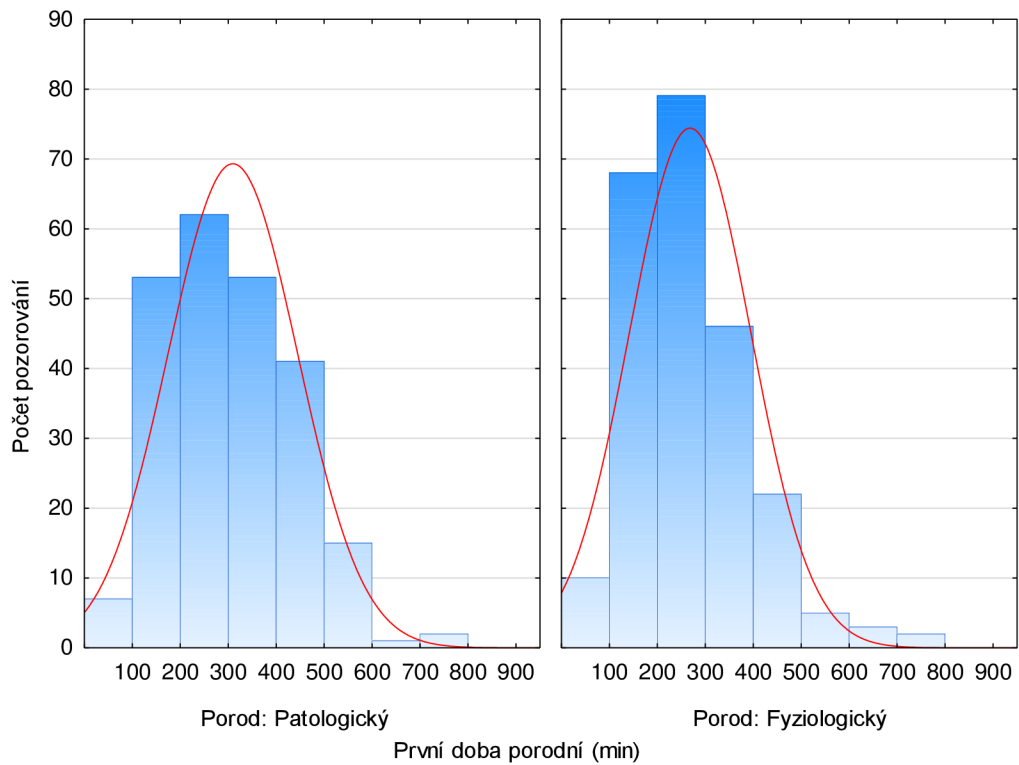 90
80
70
60
50
40
30
20
10
0
Počet pozorování
100 200 300 400 500 600 700 800 900
100 200 300 400 500 600 700 800 900
Porod: Patologický
Porod: Fyziologický
První doba porodní (min)